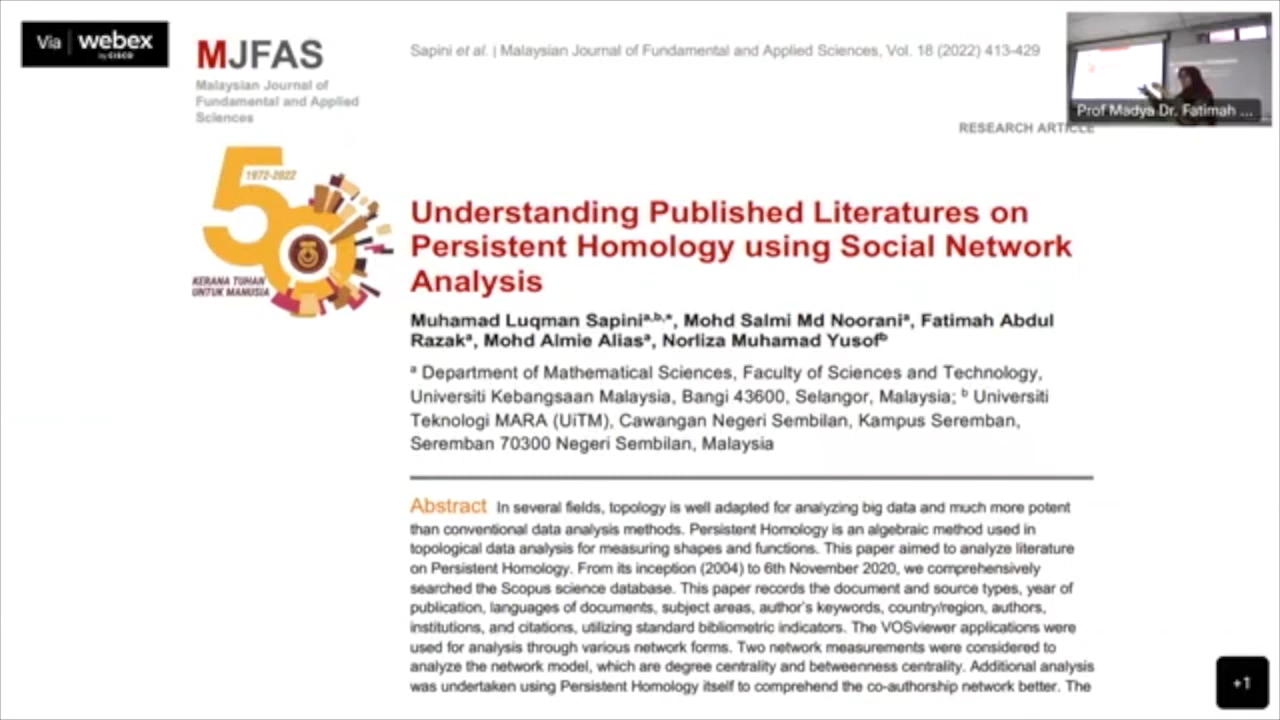 Via webex
by CISCO
MJFAS
Malaysian Journal of
Fundamental and Applied
Sciences
Sapini et al. | Malaysian Journal of Fundamental and Applied Sciences, Vol. 18 (2022) 413-429
Prof Madya Dr. Fatimah ...
RESEARCH ARTICLE
50
1972-2022
KERANA TUHAN
UNTUK MANUSIA
Understanding Published Literatures on
Persistent Homology using Social Network
Analysis
Muhamad Luqman Sapiniᵃ,ᵇ,*, Mohd Salmi Md Nooraniᵃ, Fatimah Abdul
Razakᵃ, Mohd Almie Aliasᵃ, Norliza Muhamad Yusofᵇ
ᵃ Department of Mathematical Sciences, Faculty of Sciences and Technology,
Universiti Kebangsaan Malaysia, Bangi 43600, Selangor, Malaysia; ᵇ Universiti
Teknologi MARA (UiTM), Cawangan Negeri Sembilan, Kampus Seremban,
Seremban 70300 Negeri Sembilan, Malaysia
Abstract In several fields, topology is well adapted for analyzing big data and much more potent
than conventional data analysis methods. Persistent Homology is an algebraic method used in
topological data analysis for measuring shapes and functions. This paper aimed to analyze literature
on Persistent Homology. From its inception (2004) to 6th November 2020, we comprehensively
searched the Scopus science database. This paper records the document and source types, year of
publication, languages of documents, subject areas, author's keywords, country/region, authors,
institutions, and citations, utilizing standard bibliometric indicators. The VOSviewer applications were
used for analysis through various network forms. Two network measurements were considered to
analyze the network model, which are degree centrality and betweenness centrality. Additional analysis
was undertaken using Persistent Homology itself to comprehend the co-authorship network better. The
+1